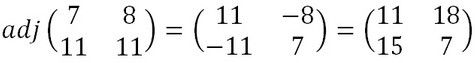 adj(7 8
11 11) = (11 −8
−11 7) = (11 18
15 7)